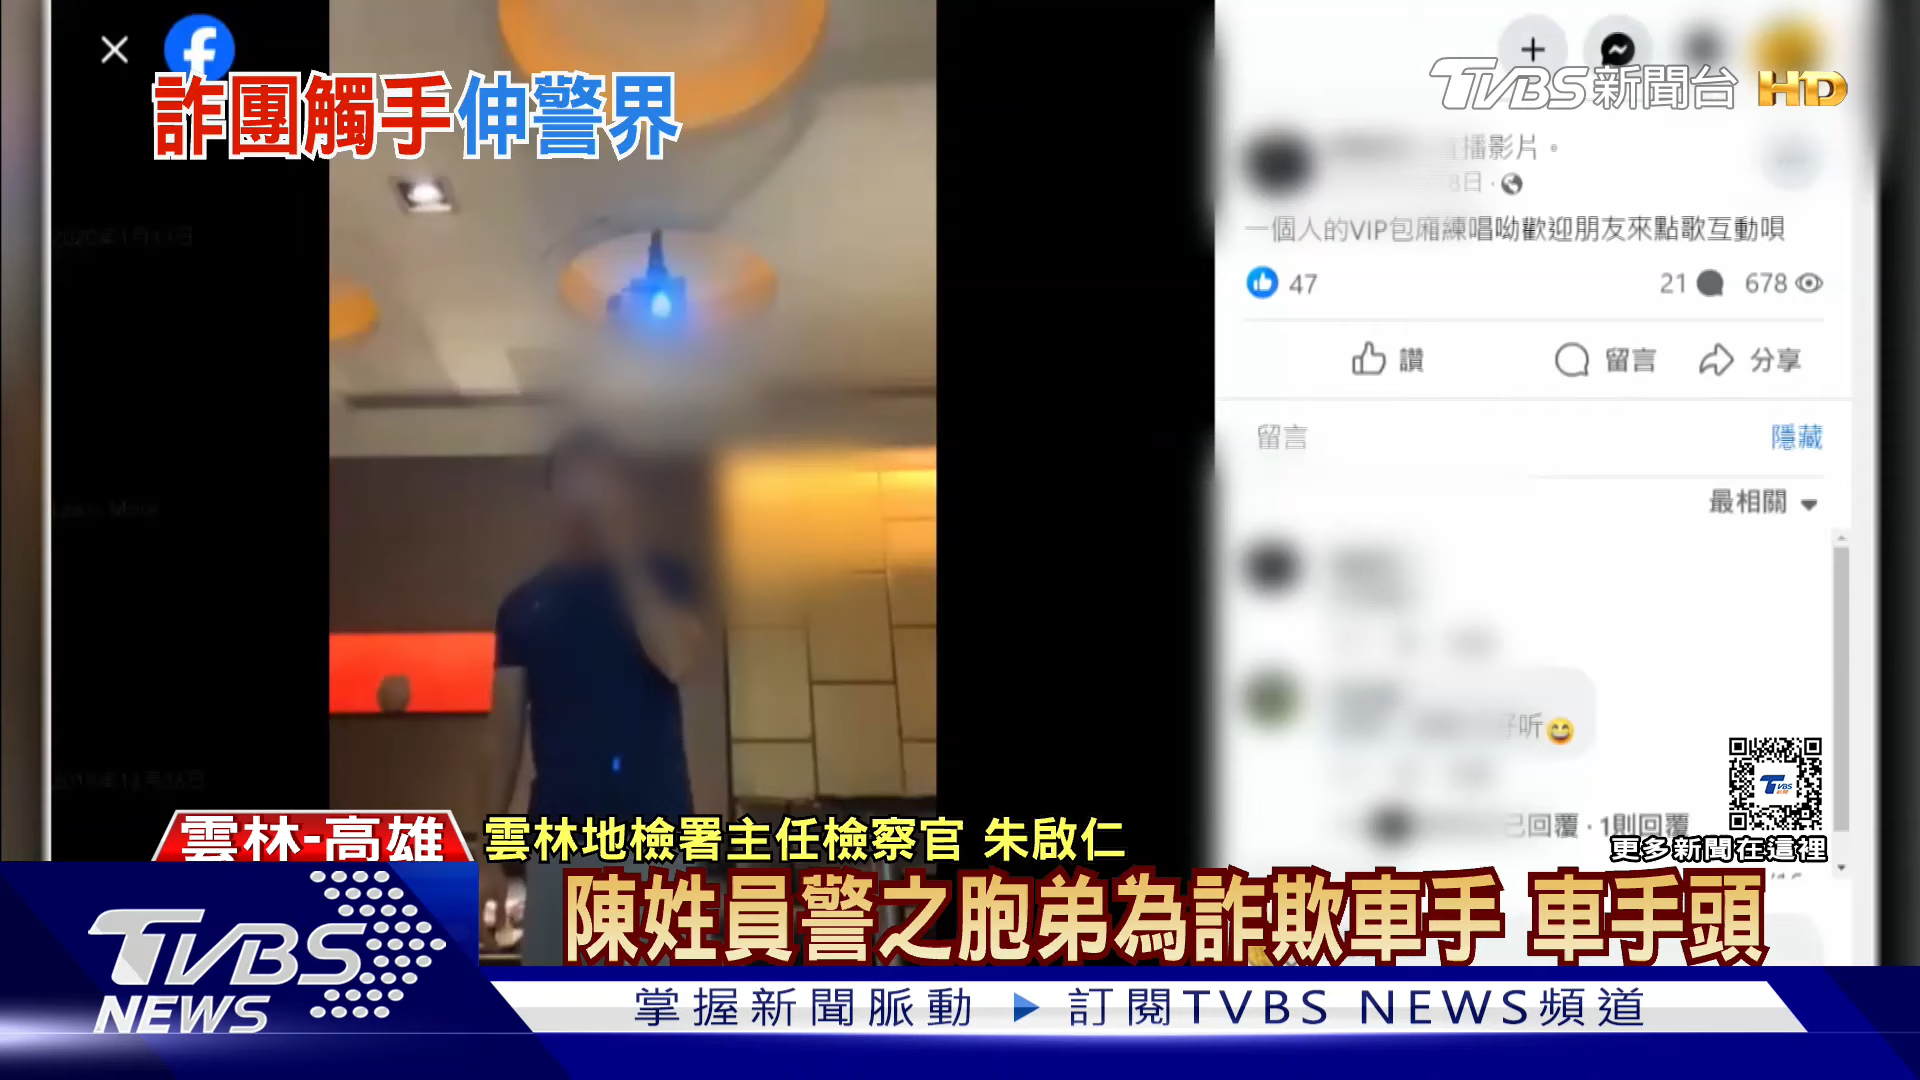 詐團觸手伸警界
TVBS新聞台 HD
播影片。
8日
一個人的VIP包廂練唱呦歡迎朋友來點歌互動唄
47
21 678
讚 留言 分享
留言 隱藏
最相關
好听😄
已回覆 · 1則回覆
TVBS
更多新聞在這裡
雲林-高雄
雲林地檢署主任檢察官 朱啟仁
陳姓員警之胞弟為詐欺車手 車手頭
TVBS NEWS
掌握新聞脈動 ▶ 訂閱TVBS NEWS頻道